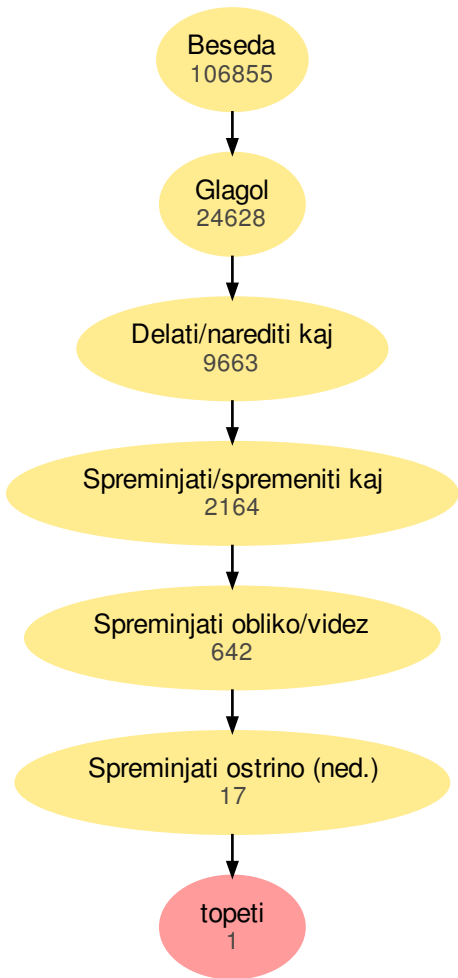 Beseda
106855
Glagol
24628
Delati/narediti kaj
9663
Spreminjati/spremeniti kaj
2164
Spreminjati obliko/videz
642
Spreminjati ostrino (ned.)
17
topeti
1